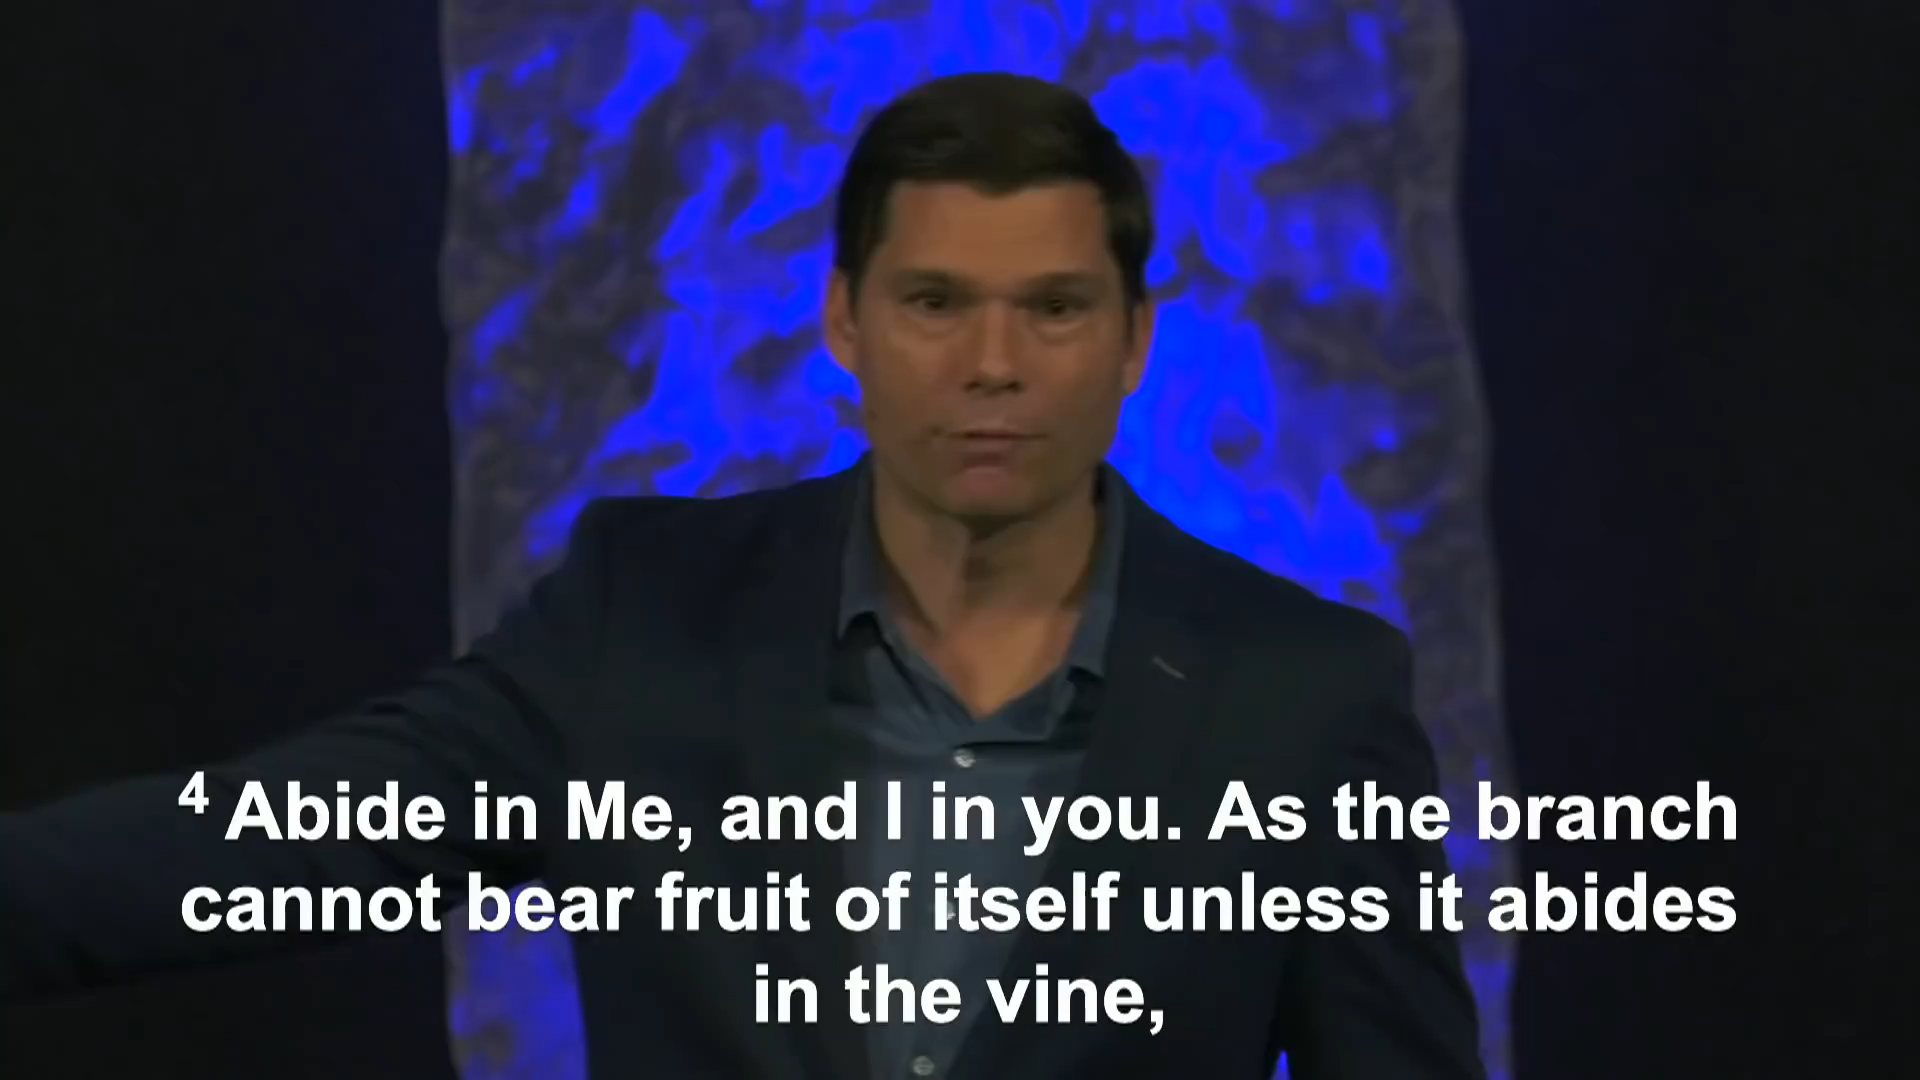 4 Abide in Me, and I in you. As the branch
cannot bear fruit of itself unless it abides
in the vine,